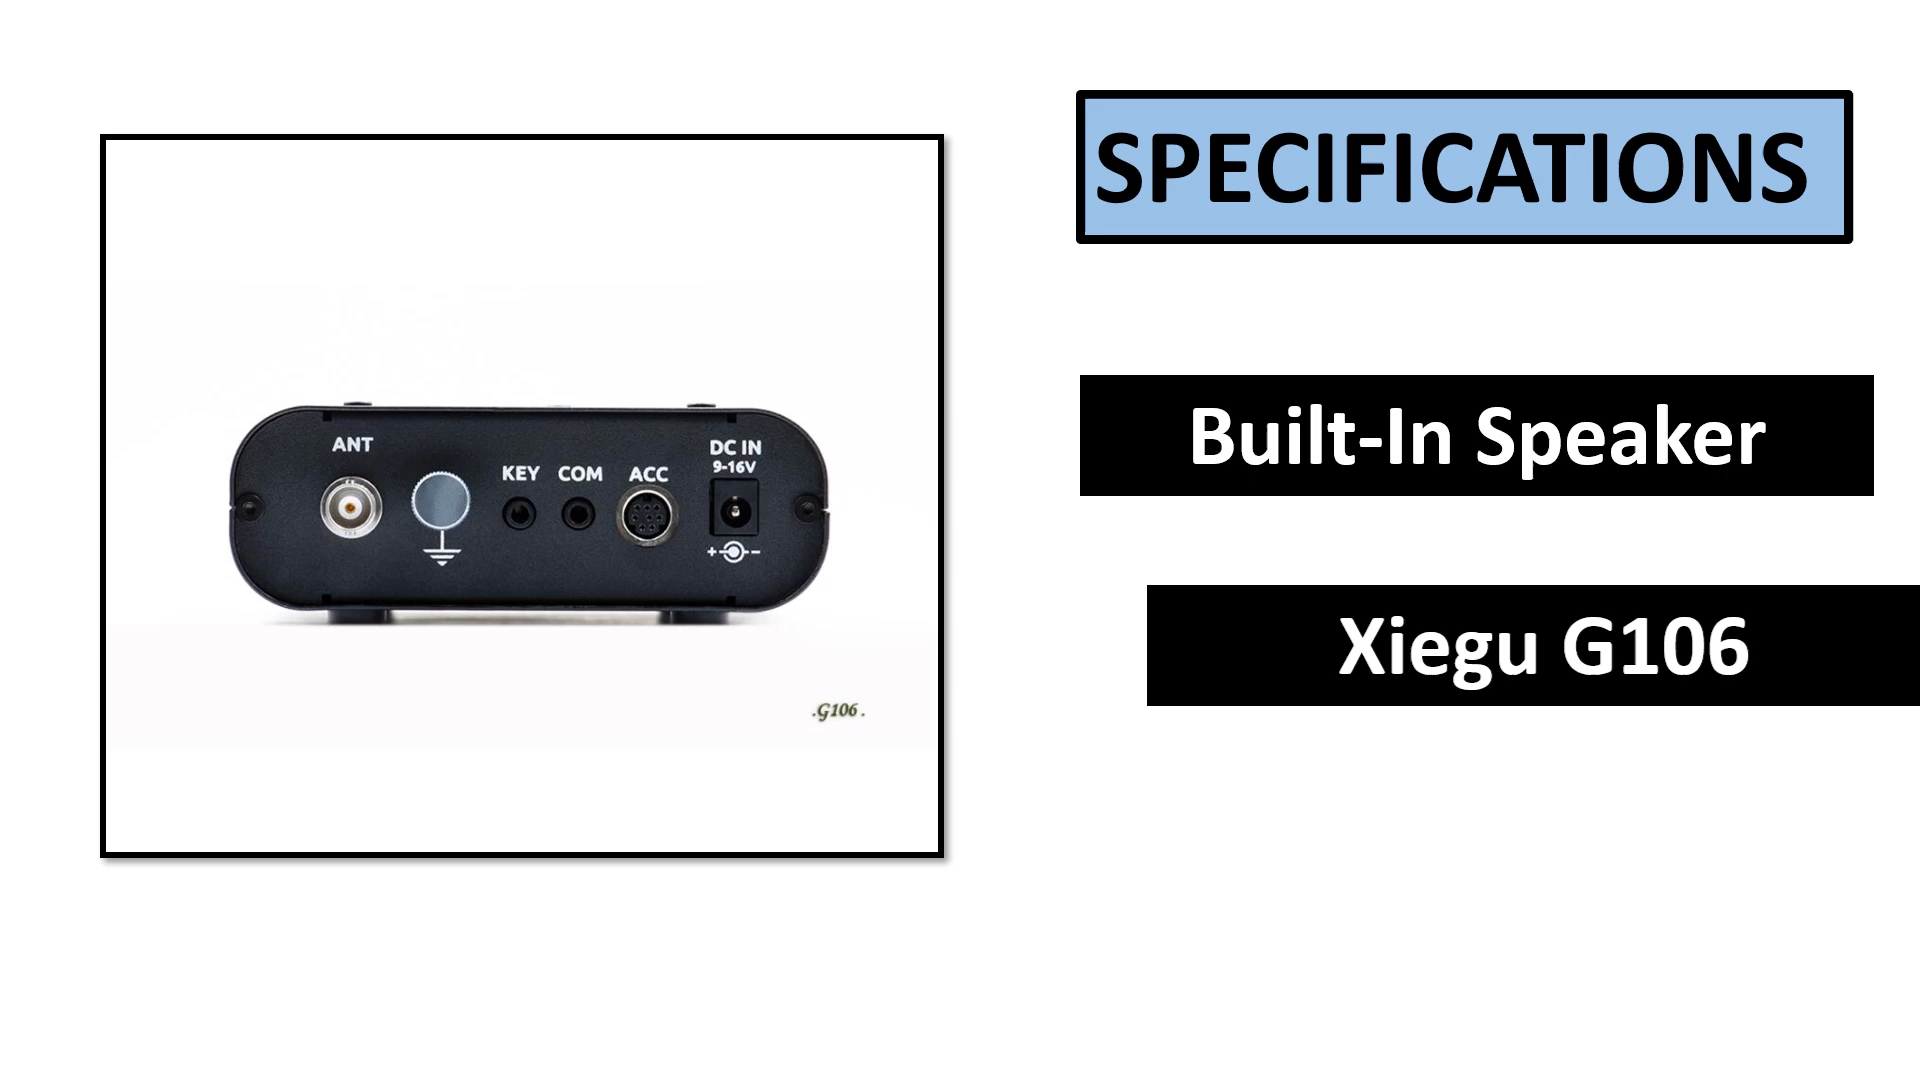 SPECIFICATIONS
Built-In Speaker
Xiegu G106
ANT
KEY COM ACC
DC IN
9-16V
+ -
.G106.